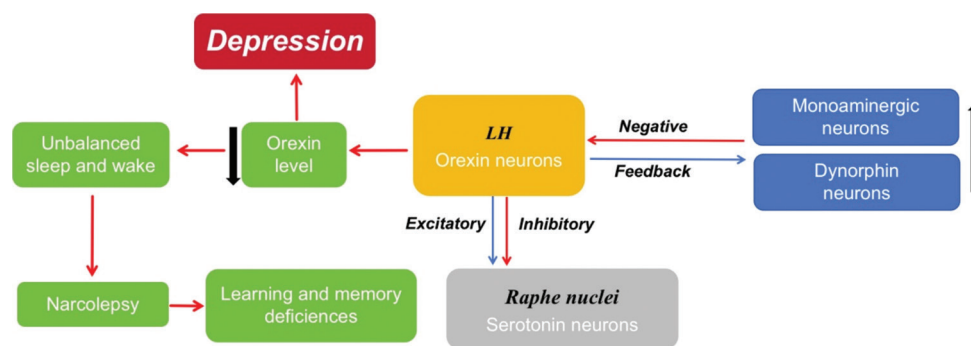 Depression
Unbalanced
sleep and wake
Orexin
level
LH
Orexin neurons
Negative
Feedback
Monoaminergic
neurons
Dynorphin
neurons
Excitatory
Inhibitory
Narcolepsy
Learning and memory
deficiences
Raphe nuclei
Serotonin neurons